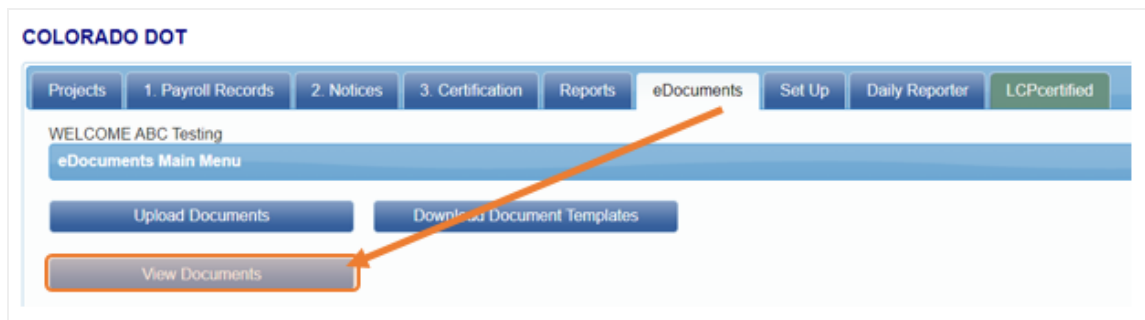 COLORADO DOT
Projects 1. Payroll Records 2. Notices 3. Certification Reports eDocuments Set Up Daily Reporter LCPcertified
WELCOME ABC Testing
eDocuments Main Menu
Upload Documents Download Document Templates
View Documents